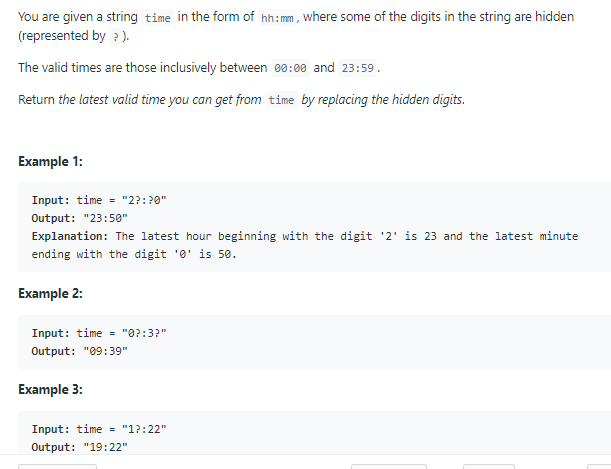 You are given a string time in the form of hh:mm, where some of the digits in the string are hidden
(represented by ?).
The valid times are those inclusively between 00:00 and 23:59.
Return the latest valid time you can get from time by replacing the hidden digits.
Example 1:
Input: time = "2?:?0"
Output: "23:50"
Explanation: The latest hour beginning with the digit '2' is 23 and the latest minute
ending with the digit '0' is 50.
Example 2:
Input: time = "0?:3?"
Output: "09:39"
Example 3:
Input: time = "1?:22"
Output: "19:22"